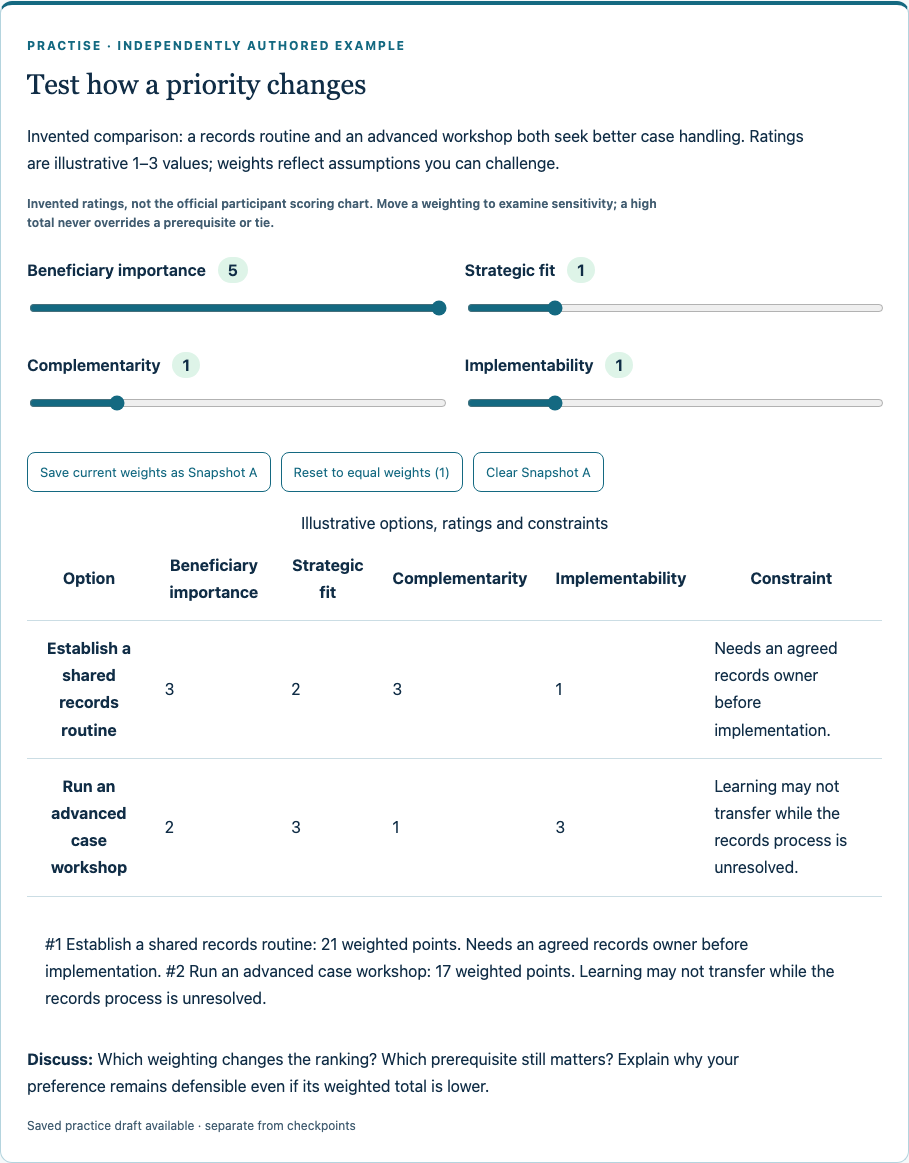 PRACTISE · INDEPENDENTLY AUTHORED EXAMPLE
Test how a priority changes
Invented comparison: a records routine and an advanced workshop both seek better case handling. Ratings
are illustrative 1–3 values; weights reflect assumptions you can challenge.
Invented ratings, not the official participant scoring chart. Move a weighting to examine sensitivity; a high
total never overrides a prerequisite or tie.
Beneficiary importance 5
Strategic fit 1
Complementarity 1
Implementability 1
Save current weights as Snapshot A
Reset to equal weights (1)
Clear Snapshot A
Illustrative options, ratings and constraints
Option
Beneficiary
importance
Strategic
fit
Complementarity
Implementability
Constraint
Establish a
shared
records
routine
3
2
3
1
Needs an agreed
records owner
before
implementation.
Run an
advanced
case
workshop
2
3
1
3
Learning may not
transfer while the
records process is
unresolved.
#1 Establish a shared records routine: 21 weighted points. Needs an agreed records owner before
implementation. #2 Run an advanced case workshop: 17 weighted points. Learning may not transfer while the
records process is unresolved.
Discuss: Which weighting changes the ranking? Which prerequisite still matters? Explain why your
preference remains defensible even if its weighted total is lower.
Saved practice draft available · separate from checkpoints